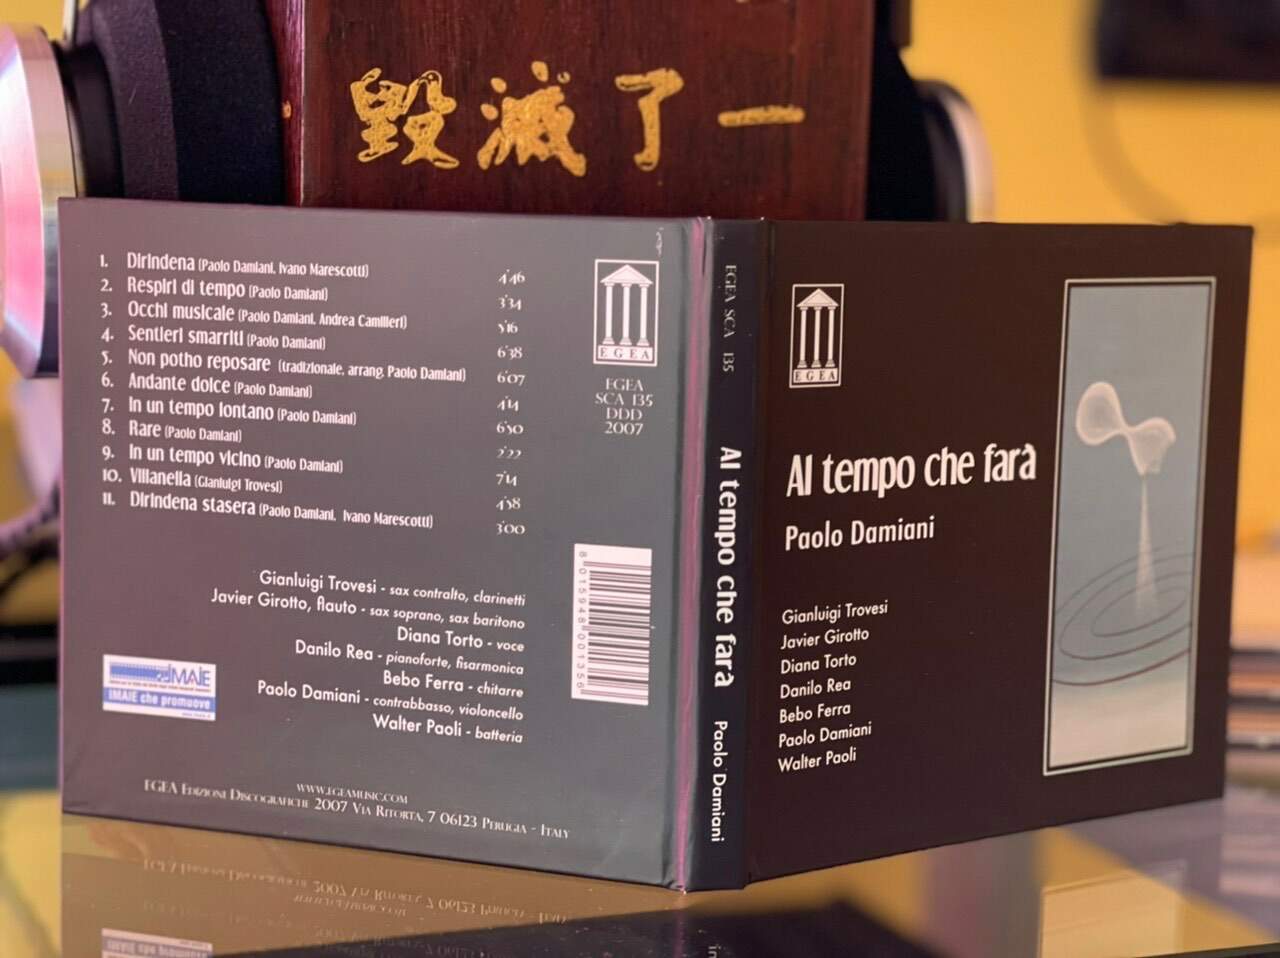 毀滅了一
1. Dirindena (Paolo Damiani, Ivano Marescotti) 4'46
2. Respiri di tempo (Paolo Damiani) 3'34
3. Occhi musicale (Paolo Damiani, Andrea Camilleri) 5'16
4. Sentieri smarriti (Paolo Damiani) 6'38
5. Non potho reposare (tradizionale, arrang. Paolo Damiani) 6'07
6. Andante dolce (Paolo Damiani) 4'14
7. In un tempo lontano (Paolo Damiani) 6'50
8. Rare (Paolo Damiani) 2'22
9. In un tempo vicino (Paolo Damiani) 7'14
10. Villanella (Gianluigi Trovesi) 4'58
11. Dirindena stasera (Paolo Damiani, Ivano Marescotti) 3'00
EGEA
EGEA
SCA 135
DDD
2007
Gianluigi Trovesi - sax contralto, clarinetti
Javier Girotto, flauto - sax soprano, sax baritono
Diana Torto - voce
Danilo Rea - pianoforte, fisarmonica
Bebo Ferra - chitarre
Paolo Damiani - contrabbasso, violoncello
Walter Paoli - batteria
8015948001356
IMAIE
IMAIE che promuove
WWW.EGEAMUSIC.COM
EGEA Edizioni Discografiche 2007 Via Ritorta, 7 06123 Perugia - Italy
EGEA SCA 135
Al tempo che farà
Paolo Damiani
EGEA
Al tempo che farà
Paolo Damiani
Gianluigi Trovesi
Javier Girotto
Diana Torto
Danilo Rea
Bebo Ferra
Paolo Damiani
Walter Paoli